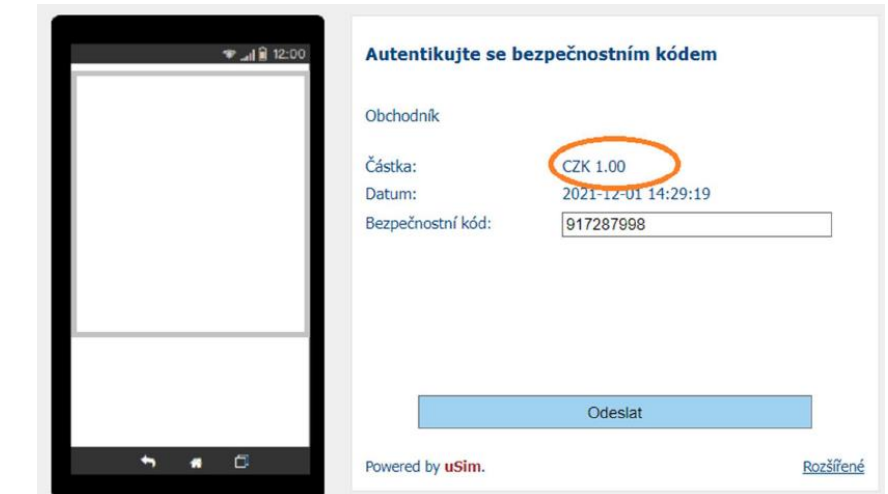 12:00
Autentikujte se bezpečnostním kódem
Obchodník
Částka: CZK 1.00
Datum: 2021-12-01 14:29:19
Bezpečnostní kód: 917287998
Odeslat
Powered by uSim. Rozšířené